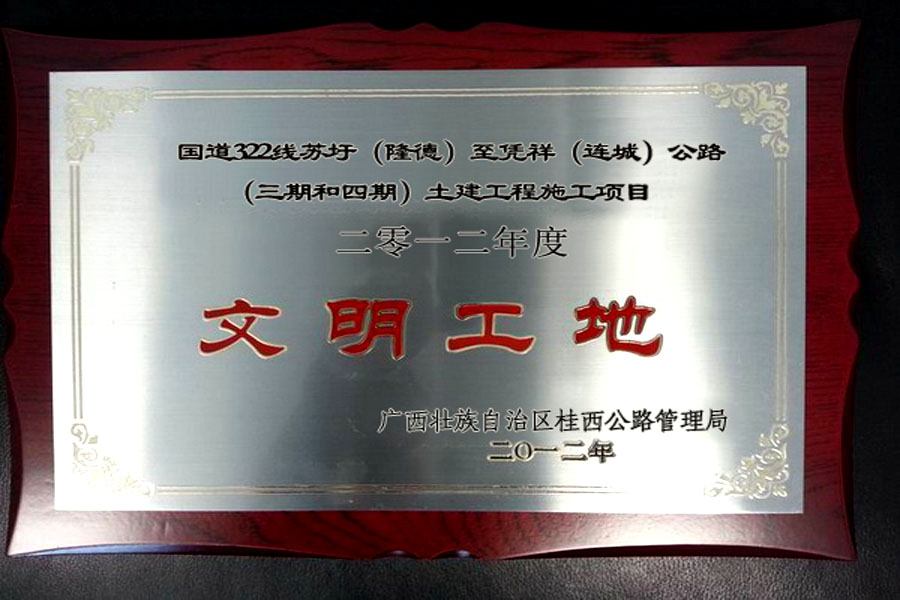 国道322线苏圩（隆德）至凭祥（连城）公路
（三期和四期）土建工程施工项目
二零一二年度
文明工地
广西壮族自治区桂西公路管理局
二〇一二年